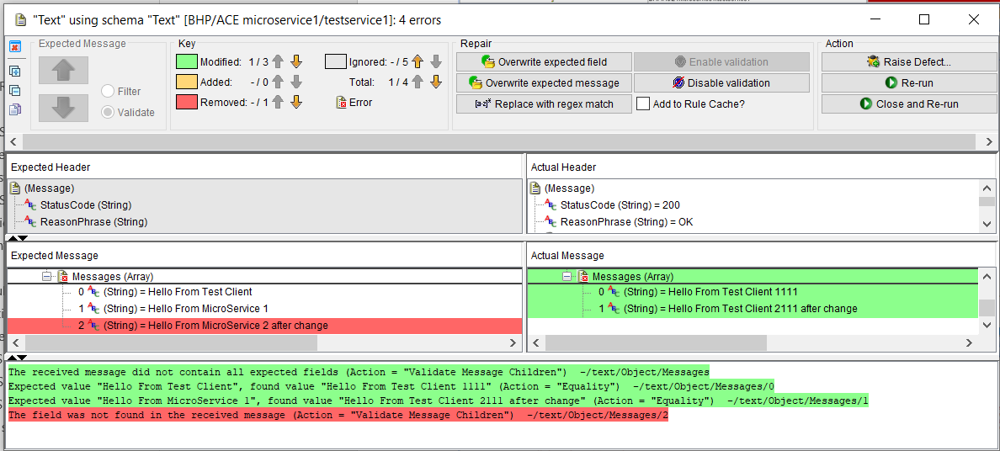 "Text" using schema "Text" [BHP/ACE microservice1/testservice1]: 4 errors
Expected Message
Filter
Validate
Key
Modified: 1 / 3
Ignored: - / 5
Added: - / 0
Total: 1 / 4
Removed: - / 1
Error
Repair
Overwrite expected field
Enable validation
Overwrite expected message
Disable validation
[a-z]* Replace with regex match
Add to Rule Cache?
Action
Raise Defect...
Re-run
Close and Re-run
Expected Header
(Message)
StatusCode (String)
ReasonPhrase (String)
Actual Header
(Message)
StatusCode (String) = 200
ReasonPhrase (String) = OK
Expected Message
Messages (Array)
0 (String) = Hello From Test Client
1 (String) = Hello From MicroService 1
2 (String) = Hello From MicroService 2 after change
Actual Message
Messages (Array)
0 (String) = Hello From Test Client 1111
1 (String) = Hello From Test Client 2111 after change
The received message did not contain all expected fields (Action = "Validate Message Children")  ~/text/Object/Messages
Expected value "Hello From Test Client", found value "Hello From Test Client 1111" (Action = "Equality")  ~/text/Object/Messages/0
Expected value "Hello From MicroService 1", found value "Hello From Test Client 2111 after change" (Action = "Equality")  ~/text/Object/Messages/1
The field was not found in the received message (Action = "Validate Message Children")  ~/text/Object/Messages/2